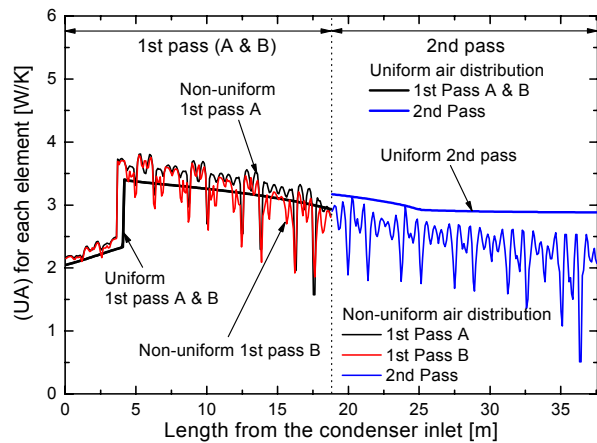 1st pass (A & B)
2nd pass
Non-uniform
1st pass A
Uniform air distribution
1st Pass A & B
2nd Pass
Uniform 2nd pass
Uniform
1st pass A & B
Non-uniform 1st pass B
Non-uniform air distribution
1st Pass A
1st Pass B
2nd Pass
(UA) for each element [W/K]
6
5
4
3
2
1
0
0 5 10 15 20 25 30 35
Length from the condenser inlet [m]